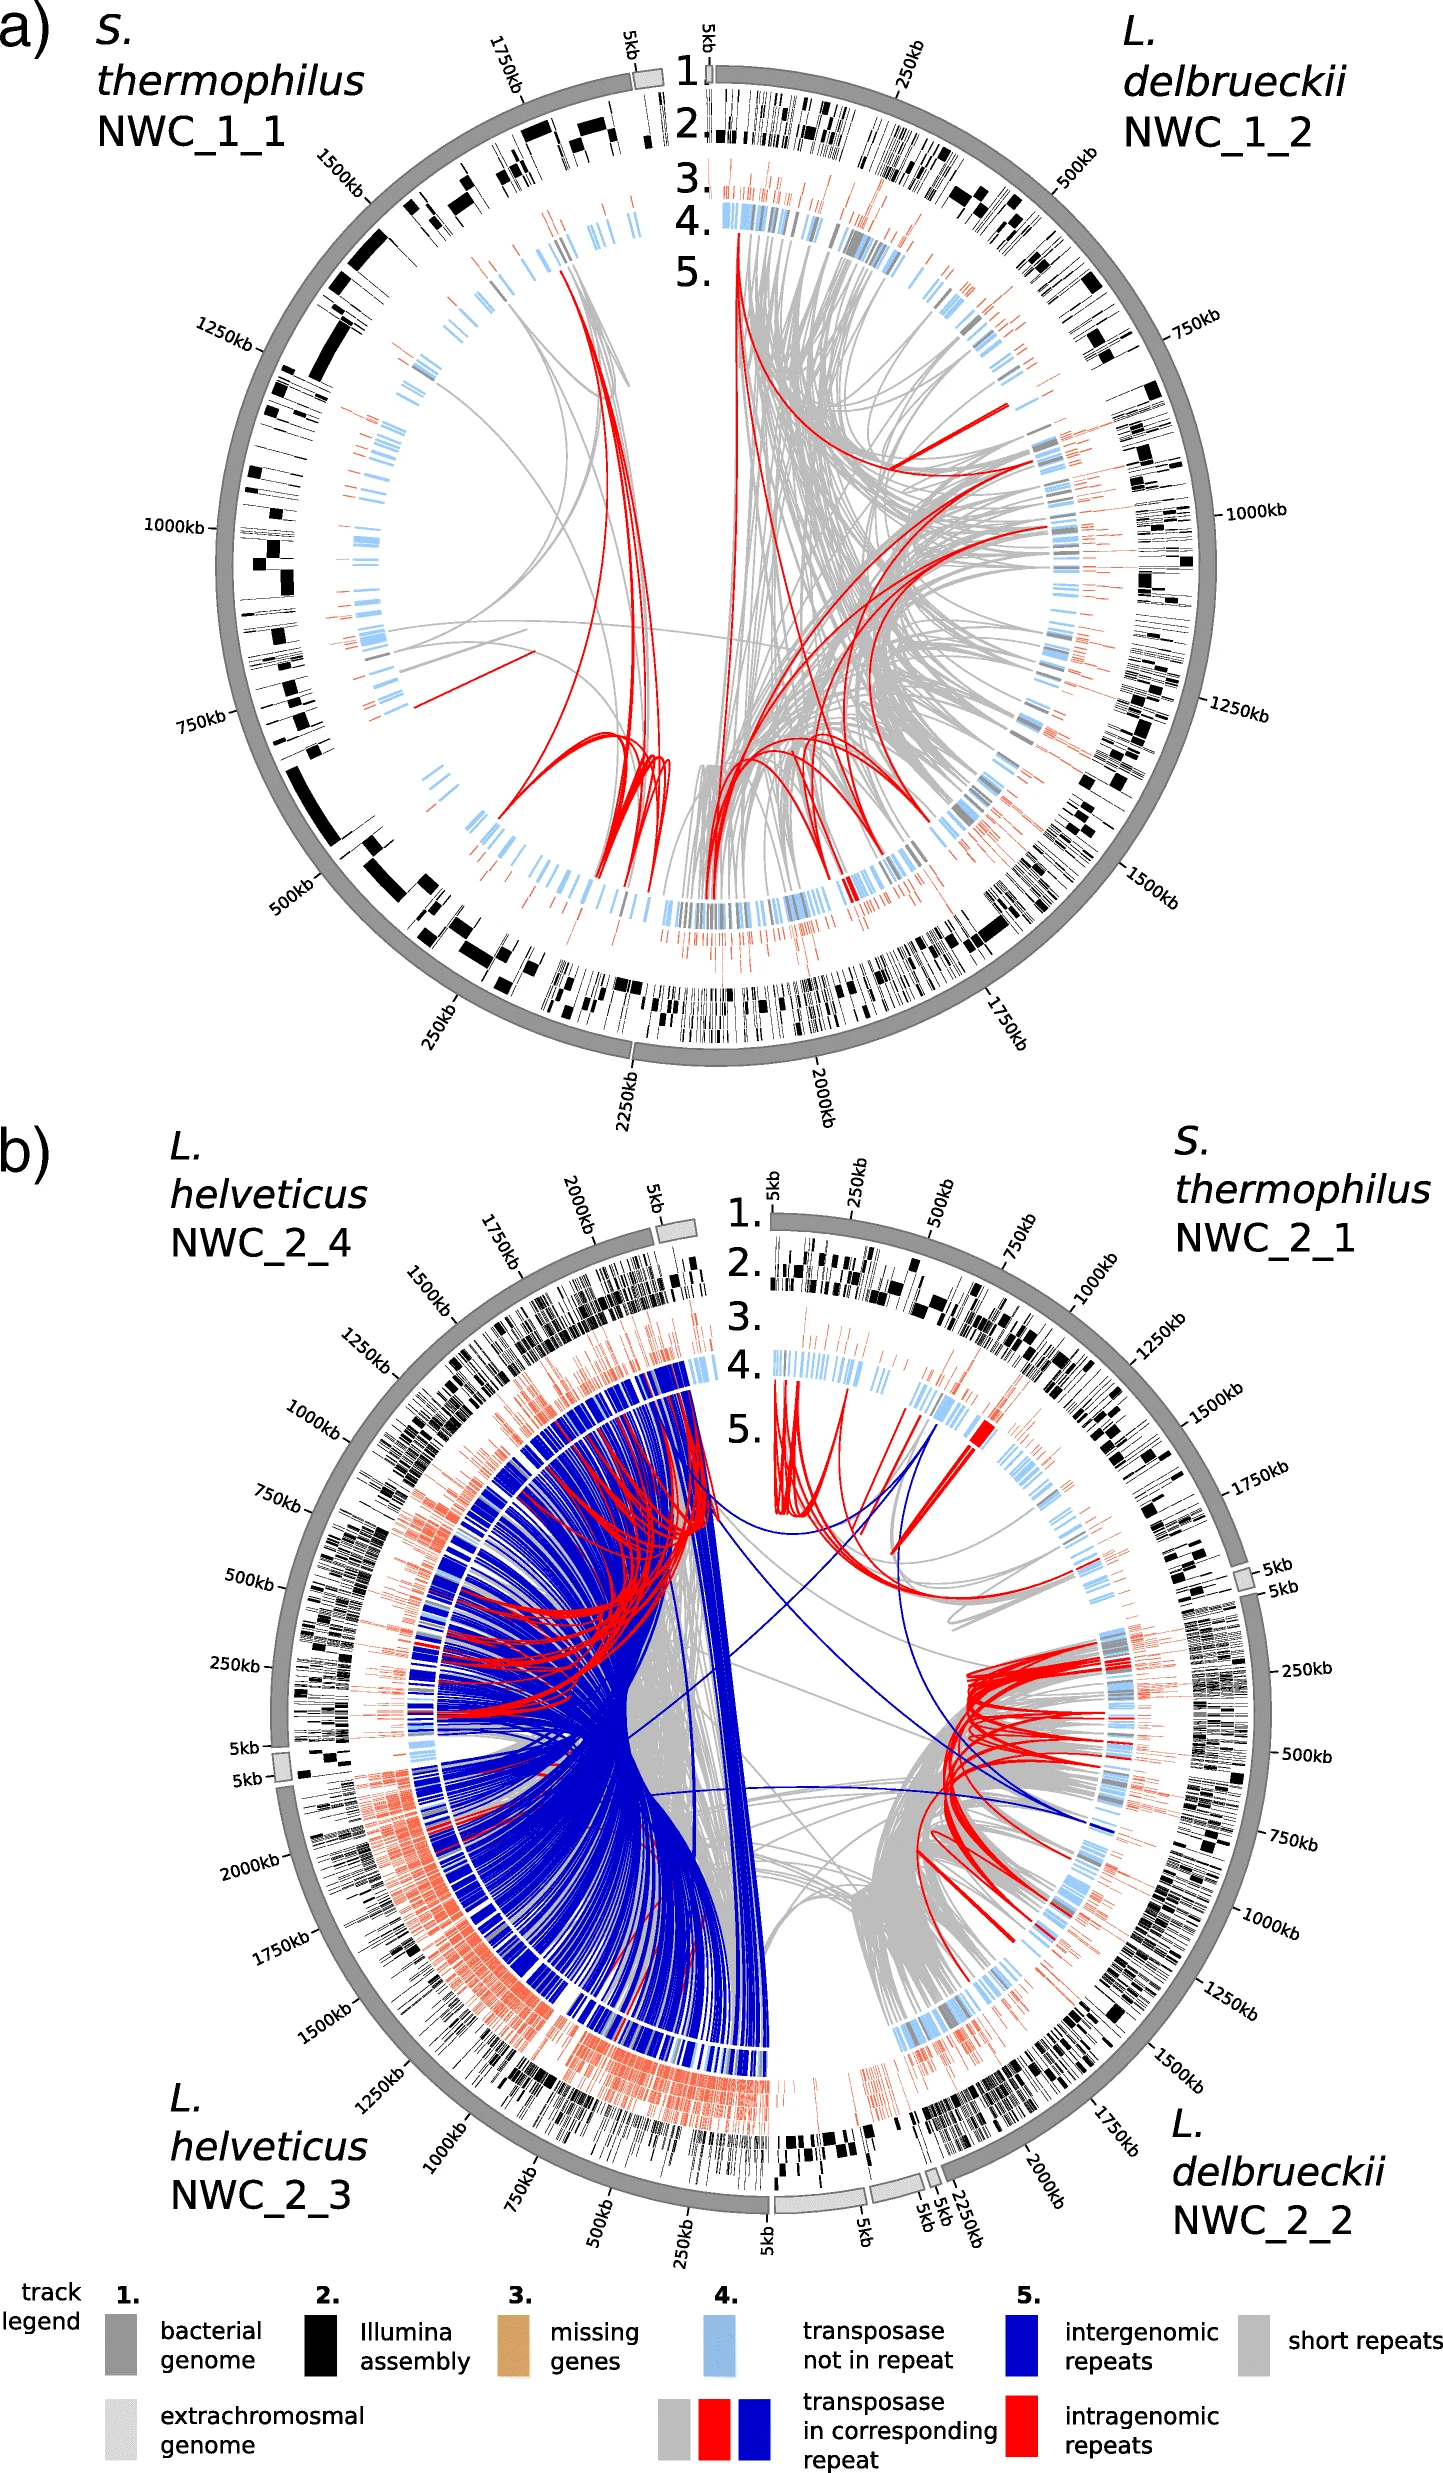 a)
S.
thermophilus
NWC_1_1
L.
delbrueckii
NWC_1_2
1.
2.
3.
4.
5.
5kb
250kb
500kb
750kb
1000kb
1250kb
1500kb
1750kb
2000kb
2250kb
250kb
500kb
750kb
1000kb
1250kb
1500kb
1750kb
5kb
b)
L.
helveticus
NWC_2_4
S.
thermophilus
NWC_2_1
1.
2.
3.
4.
5.
5kb
250kb
500kb
750kb
1000kb
1250kb
1500kb
1750kb
5kb
5kb
250kb
500kb
750kb
1000kb
1250kb
1500kb
1750kb
2000kb
2250kb
5kb
5kb
5kb
5kb
250kb
500kb
750kb
1000kb
1250kb
1500kb
1750kb
2000kb
5kb
5kb
250kb
500kb
750kb
1000kb
1250kb
1500kb
1750kb
2000kb
5kb
L.
helveticus
NWC_2_3
L.
delbrueckii
NWC_2_2
track
legend
1.
2.
3.
4.
5.
bacterial
genome
Illumina
assembly
missing
genes
transposase
not in repeat
intergenomic
repeats
short repeats
extrachromosmal
genome
transposase
in corresponding
repeat
intragenomic
repeats